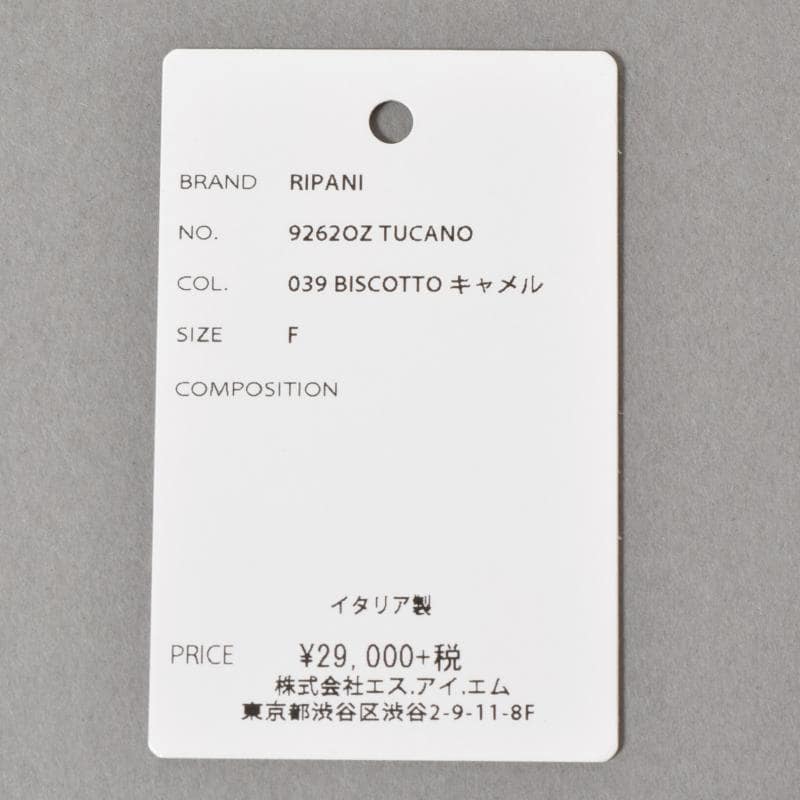 BRAND RIPANI
NO. 9262OZ TUCANO
COL. 039 BISCOTTO キャメル
SIZE F
COMPOSITION
イタリア製
PRICE ¥29,000+税
株式会社エス.アイ.エム
東京都渋谷区渋谷2-9-11-8F